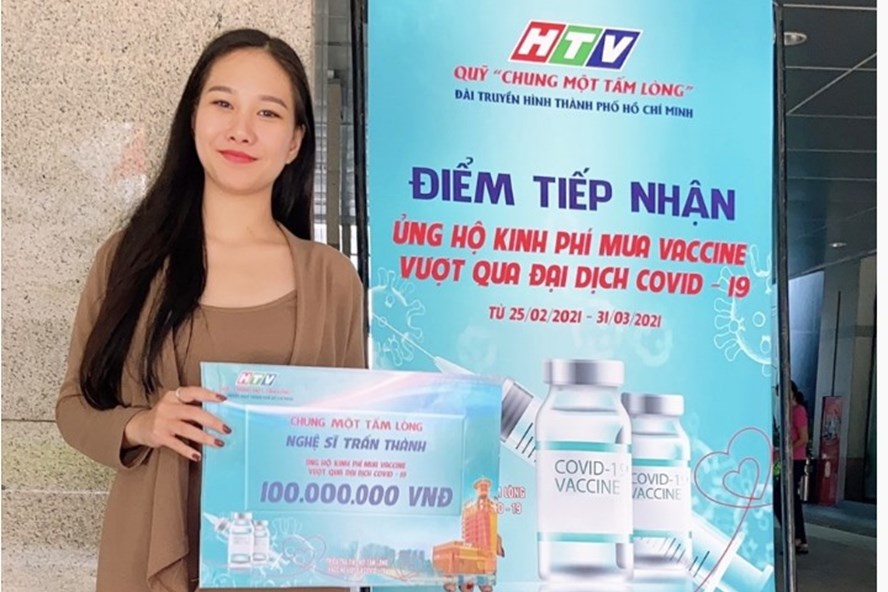 HTV
QUỸ "CHUNG MỘT TẤM LÒNG"
ĐÀI TRUYỀN HÌNH THÀNH PHỐ HỒ CHÍ MINH
ĐIỂM TIẾP NHẬN
ỦNG HỘ KINH PHÍ MUA VACCINE
VƯỢT QUA ĐẠI DỊCH COVID - 19
TỪ 25/02/2021 - 31/03/2021
COVID-19
VACCINE
COVID-19
VACCINE
HTV
CHUNG MỘT TẤM LÒNG
NGHỆ SĨ TRẤN THÀNH
ỦNG HỘ KINH PHÍ MUA VACCINE
VƯỢT QUA ĐẠI DỊCH COVID - 19
100.000.000 VNĐ